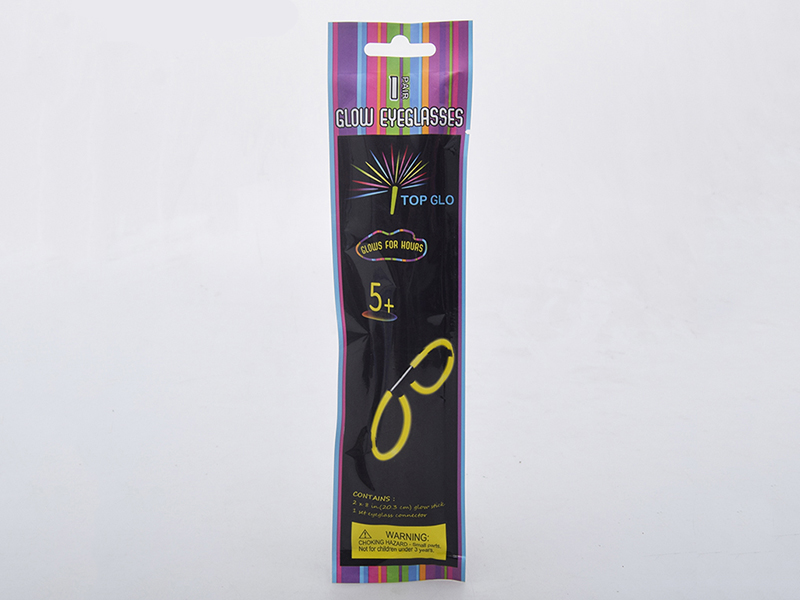 1 PAIR
GLOW EYEGLASSES
TOP GLO
GLOWS FOR HOURS
5+
CONTAINS :
2 x 8 in.(20.3 cm) glow stick.
1 Kit eyeglass connector
WARNING:
CHOKING HAZARD - Small parts.
Not for children under 3 years.